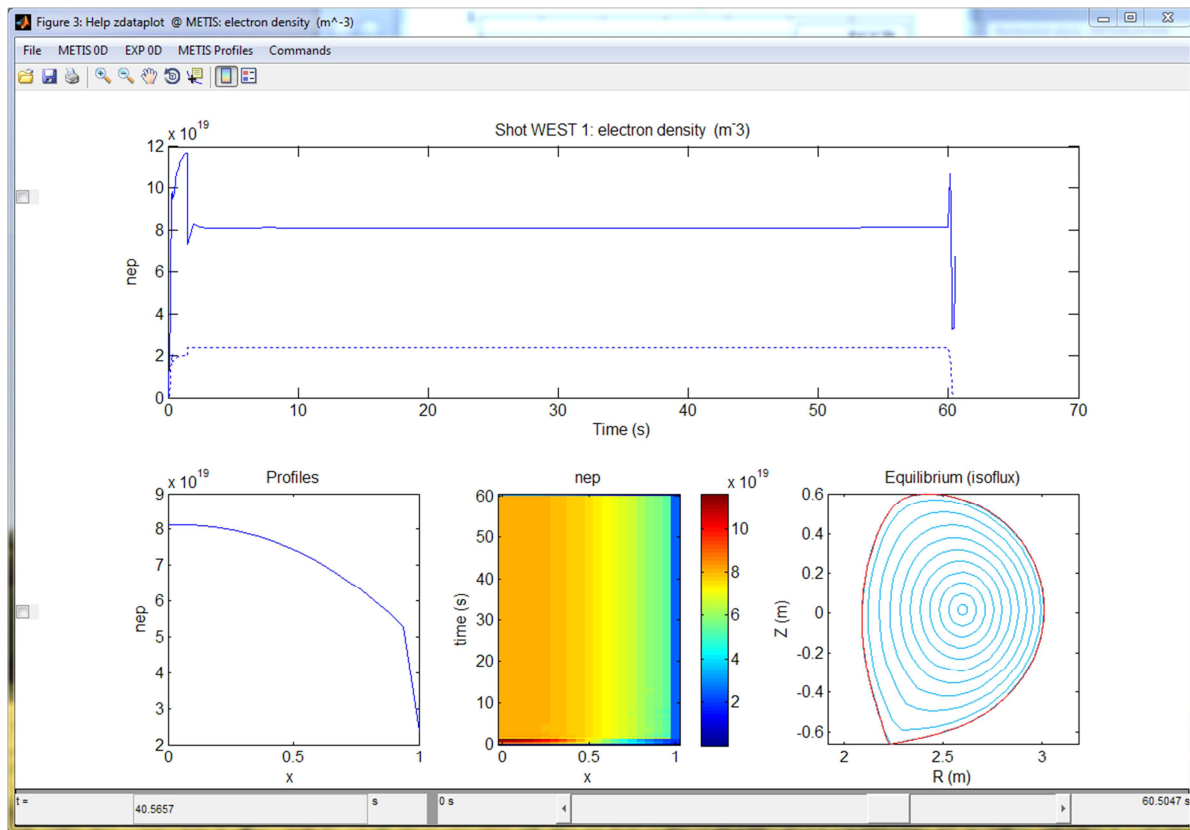 Figure 3: Help zdataplot @ METIS: electron density (m^-3)
File METIS 0D EXP 0D METIS Profiles Commands
x 10^19
Shot WEST 1: electron density (m^-3)
12
10
8
6
4
2
0
nep
0 10 20 30 40 50 60 70
Time (s)
x 10^19
Profiles
9
8
7
6
5
4
3
2
nep
0 0.5 1
x
nep
60
50
40
30
20
10
0
time (s)
0 0.5 1
x
x 10^19
10
8
6
4
2
Equilibrium (isoflux)
0.6
0.4
0.2
0
-0.2
-0.4
-0.6
Z (m)
2 2.5 3
R (m)
t = 40.5657 s 0 s 60.5047 s